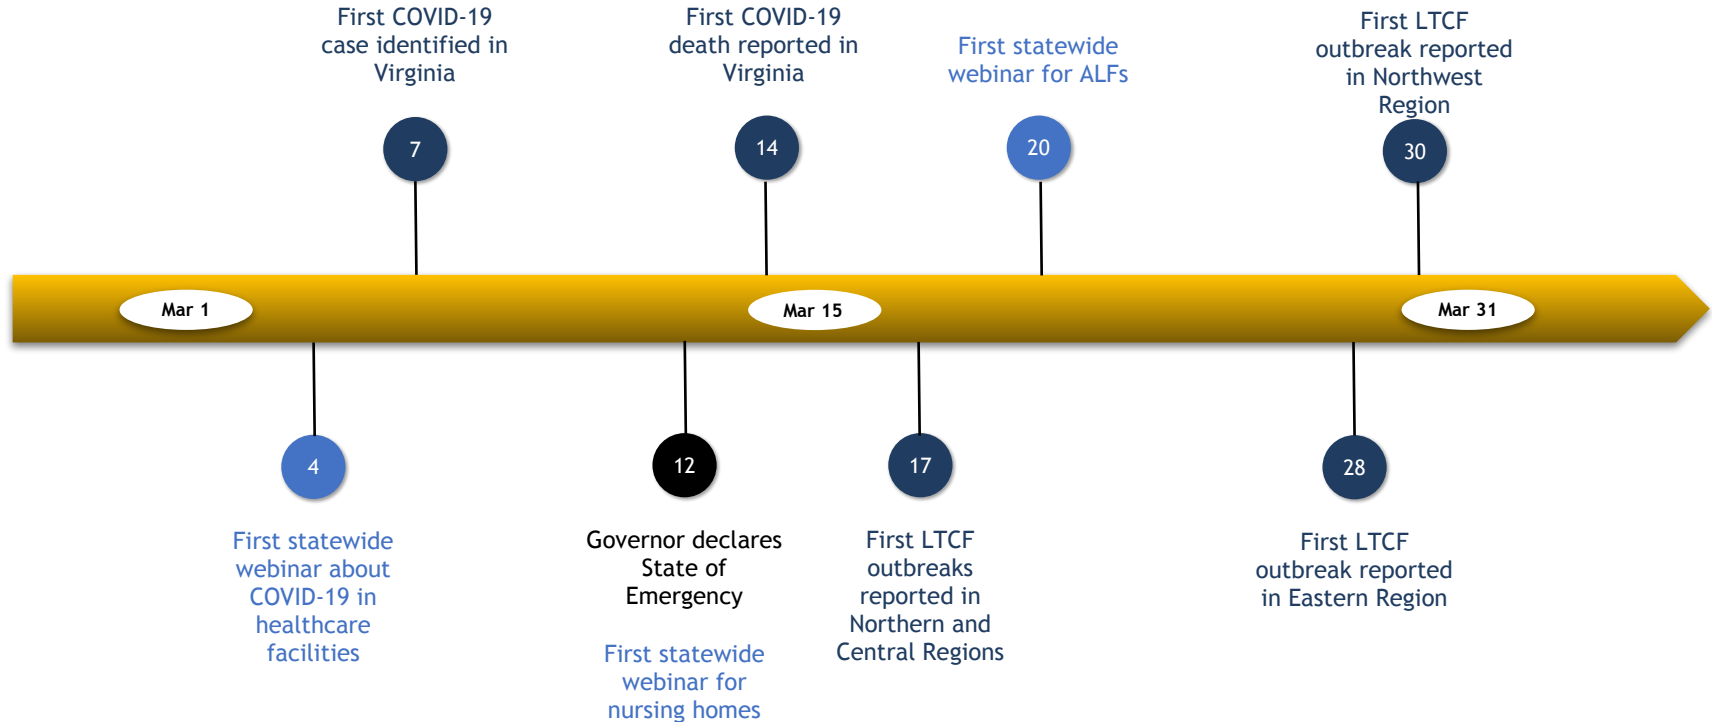 First COVID-19
case identified in
Virginia
7
First COVID-19
death reported in
Virginia
14
First statewide
webinar for ALFs
20
First LTCF
outbreak reported
in Northwest
Region
30
Mar 1
Mar 15
Mar 31
4
First statewide
webinar about
COVID-19 in
healthcare
facilities
12
Governor declares
State of
Emergency
First statewide
webinar for
nursing homes
17
First LTCF
outbreaks
reported in
Northern and
Central Regions
28
First LTCF
outbreak reported
in Eastern Region